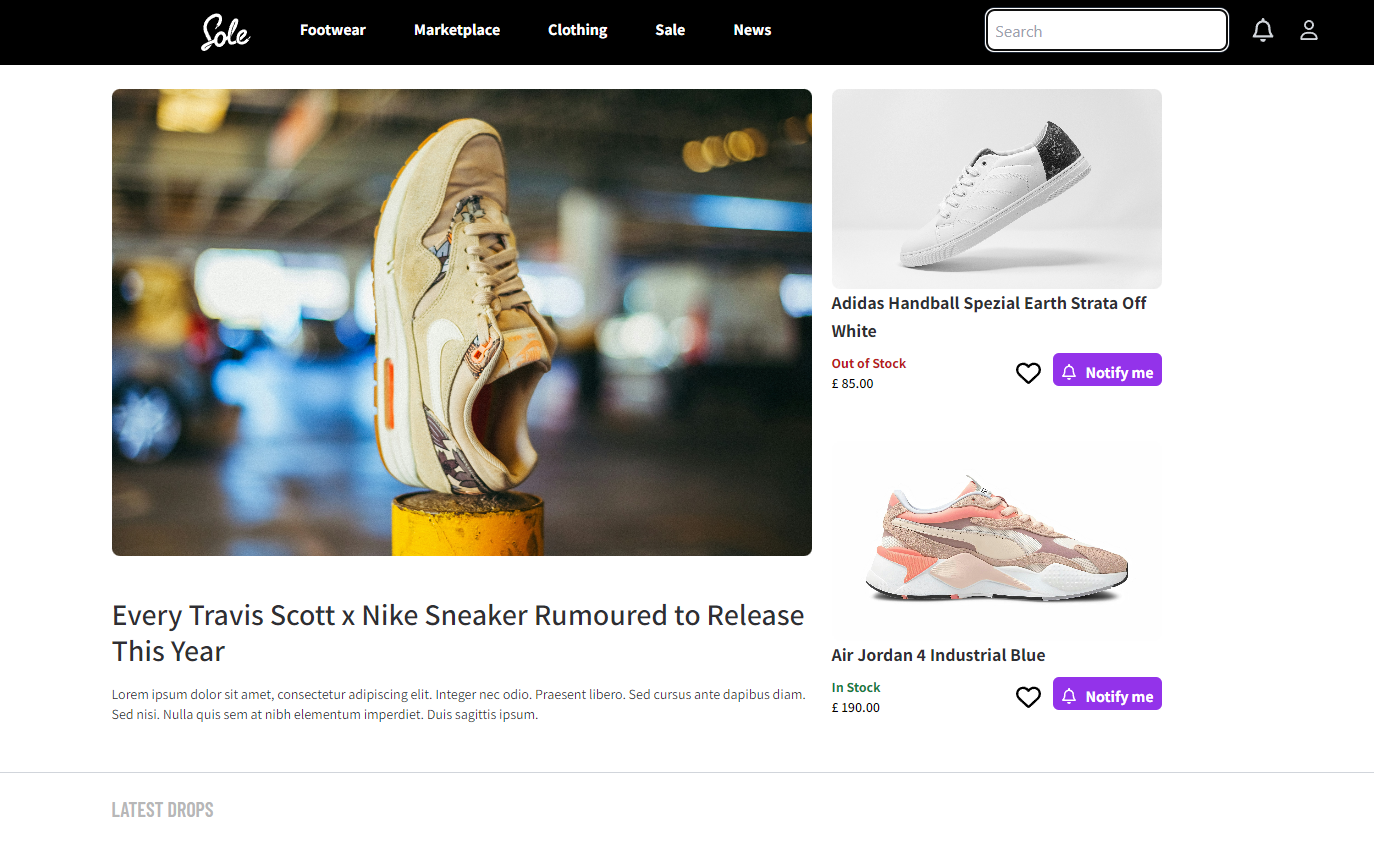 Sole
Footwear
Marketplace
Clothing
Sale
News
Search
Every Travis Scott x Nike Sneaker Rumoured to Release
This Year
Lorem ipsum dolor sit amet, consectetur adipiscing elit. Integer nec odio. Praesent libero. Sed cursus ante dapibus diam.
Sed nisi. Nulla quis sem at nibh elementum imperdiet. Duis sagittis ipsum.
Adidas Handball Spezial Earth Strata Off
White
Out of Stock
£ 85.00
Notify me
Air Jordan 4 Industrial Blue
In Stock
£ 190.00
Notify me
LATEST DROPS